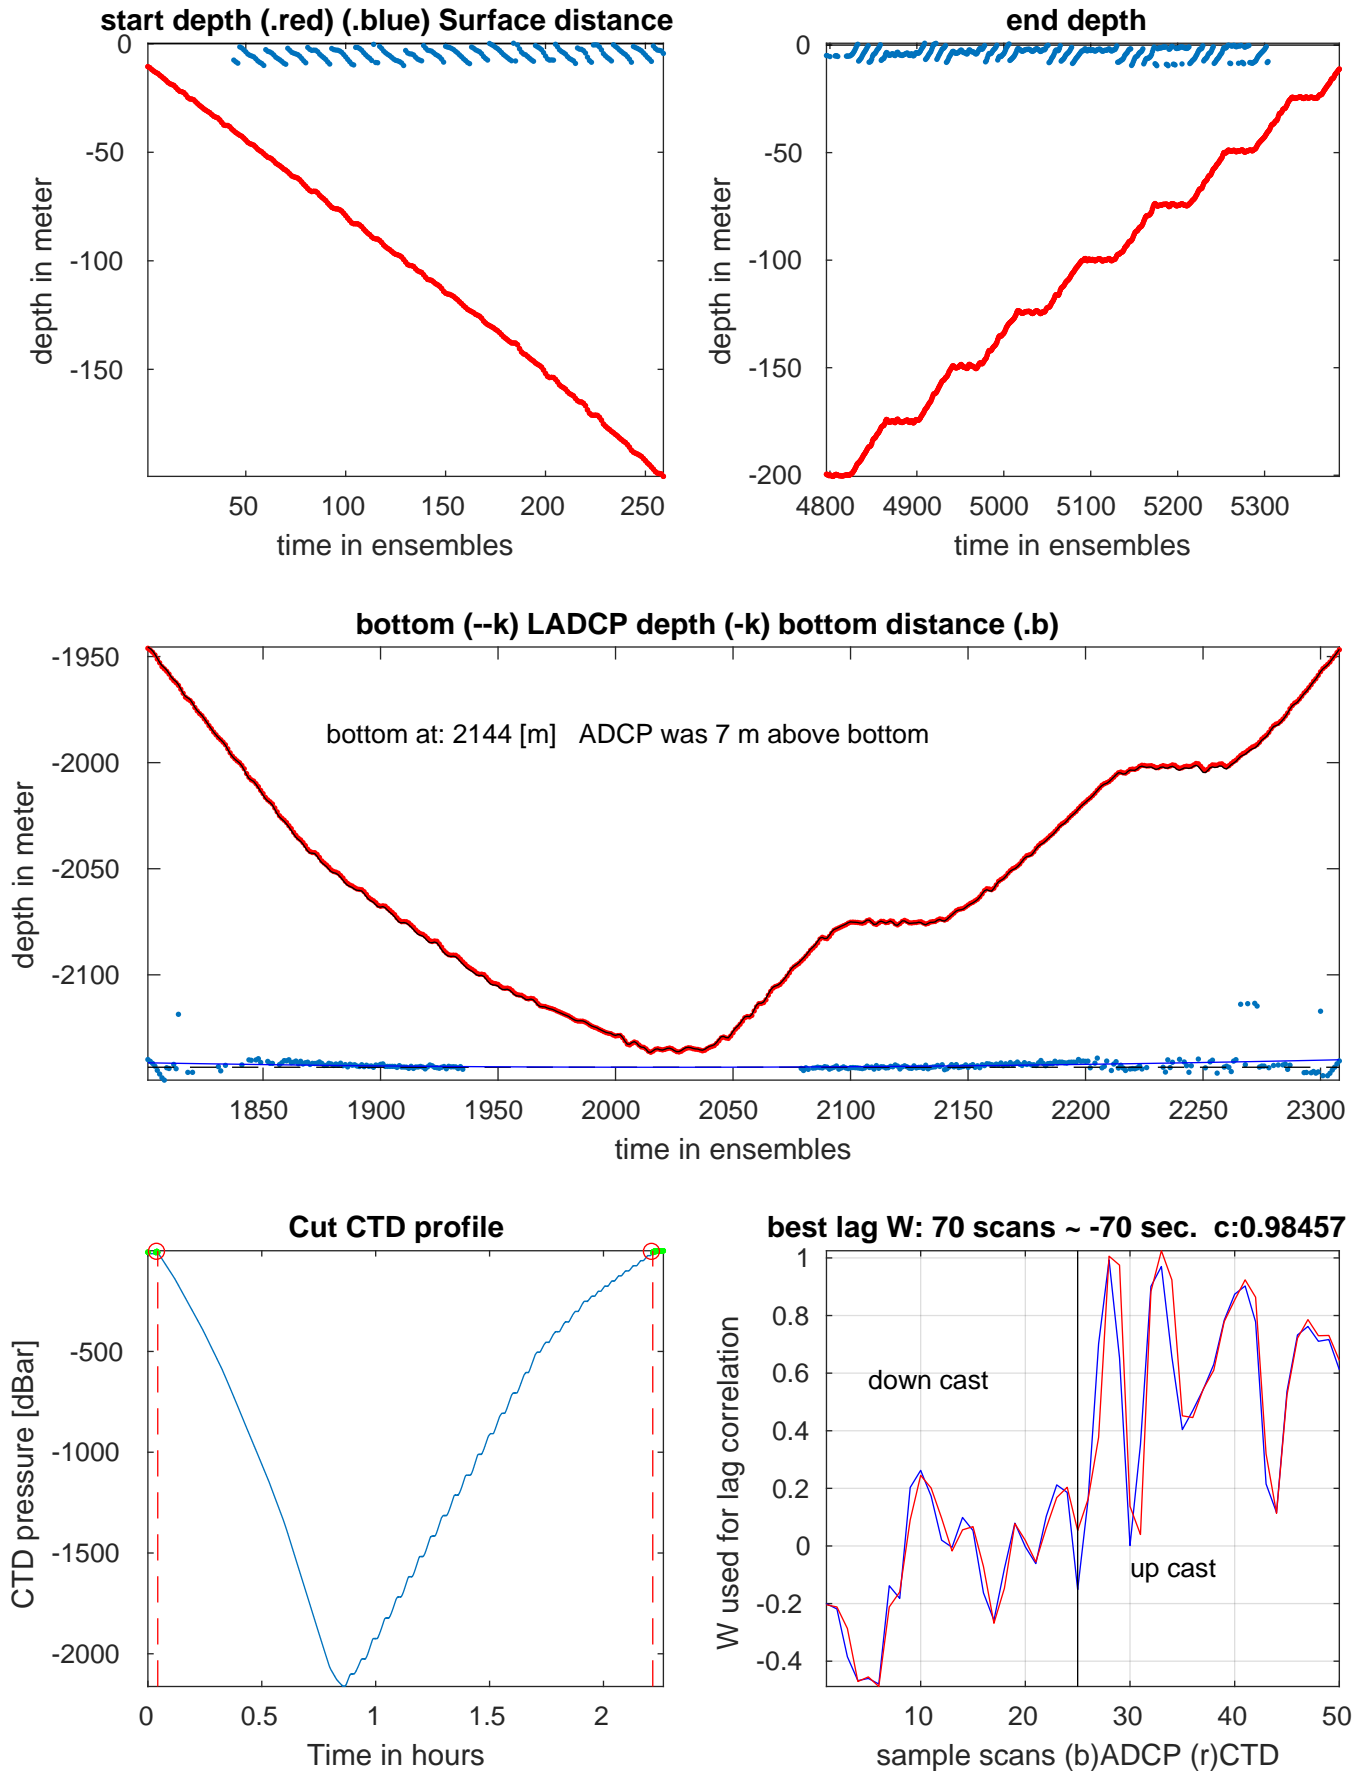 start depth (.red) (.blue) Surface distance
0
-50
-100
-150
depth in meter
50 100 150 200 250
time in ensembles
end depth
0
-50
-100
-150
-200
depth in meter
4800 4900 5000 5100 5200 5300
time in ensembles
bottom (--k) LADCP depth (-k) bottom distance (.b)
-1950
-2000
-2050
-2100
depth in meter
bottom at: 2144 [m] ADCP was 7 m above bottom
1850 1900 1950 2000 2050 2100 2150 2200 2250 2300
time in ensembles
Cut CTD profile
-500
-1000
-1500
-2000
CTD pressure [dBar]
0 0.5 1 1.5 2
Time in hours
best lag W: 70 scans ~ -70 sec. c:0.98457
1
0.8
0.6
0.4
0.2
0
-0.2
-0.4
W used for lag correlation
down cast
up cast
10 20 30 40 50
sample scans (b)ADCP (r)CTD